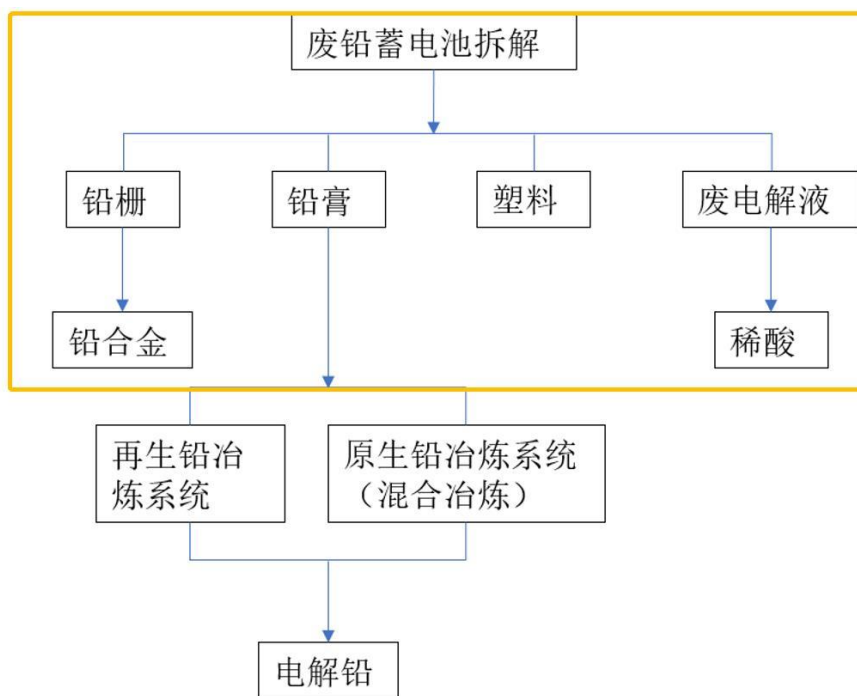 废铅蓄电池拆解
铅栅
铅膏
塑料
废电解液
铅合金
稀酸
再生铅冶
炼系统
原生铅冶炼系统
（混合冶炼）
电解铅